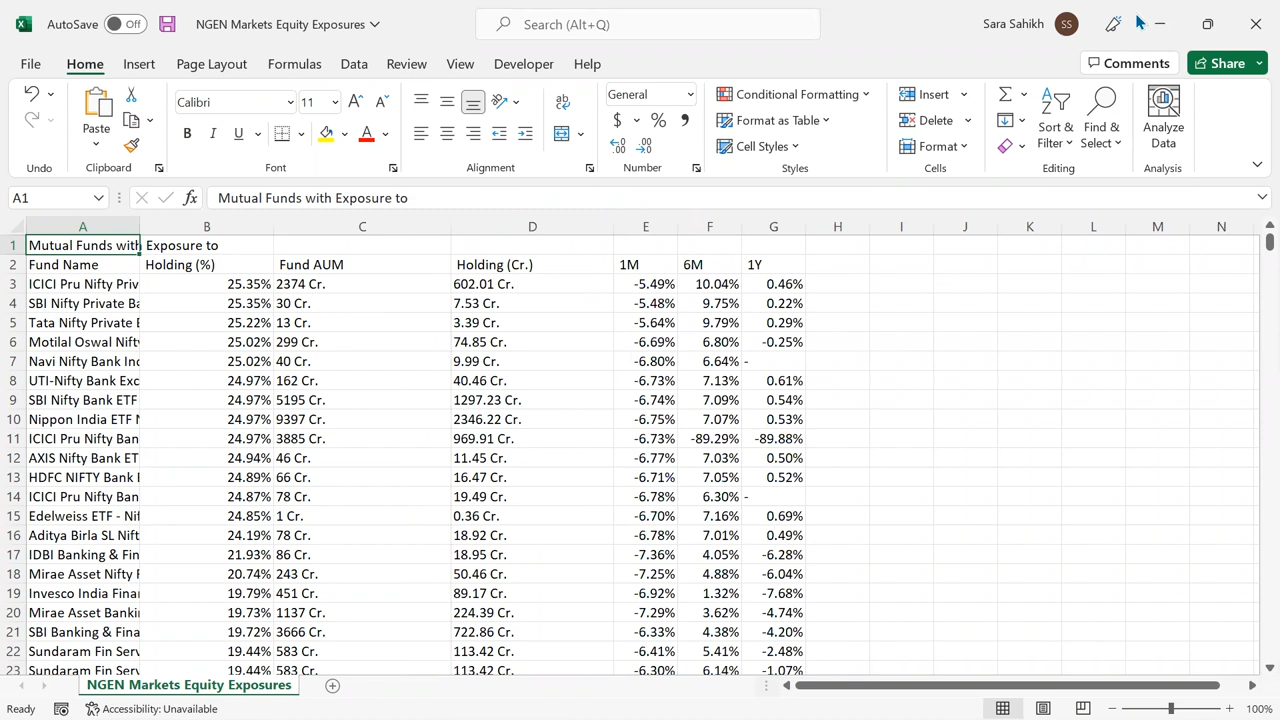 AutoSave Off NGEN Markets Equity Exposures Search (Alt+Q) Sara Sahikh SS
File Home Insert Page Layout Formulas Data Review View Developer Help Comments Share
Calibri 11 General Conditional Formatting Insert
Paste Format as Table Delete Sort & Filter Find & Select Analyze Data
B I U $ % Cell Styles Format
Undo Clipboard Font Alignment Number Styles Cells Editing Analysis
A1 fx Mutual Funds with Exposure to
A B C D E F G H I J K L M N
1 Mutual Funds with Exposure to
2 Fund Name Holding (%) Fund AUM Holding (Cr.) 1M 6M 1Y
3 ICICI Pru Nifty Priv 25.35% 2374 Cr. 602.01 Cr. -5.49% 10.04% 0.46%
4 SBI Nifty Private Ba 25.35% 30 Cr. 7.53 Cr. -5.48% 9.75% 0.22%
5 Tata Nifty Private 25.22% 13 Cr. 3.39 Cr. -5.64% 9.79% 0.29%
6 Motilal Oswal Nift 25.02% 299 Cr. 74.85 Cr. -6.69% 6.80% -0.25%
7 Navi Nifty Bank Ind 25.02% 40 Cr. 9.99 Cr. -6.80% 6.64% -
8 UTI-Nifty Bank Exc 24.97% 162 Cr. 40.46 Cr. -6.73% 7.13% 0.61%
9 SBI Nifty Bank ETF 24.97% 5195 Cr. 1297.23 Cr. -6.74% 7.09% 0.54%
10 Nippon India ETF 24.97% 9397 Cr. 2346.22 Cr. -6.75% 7.07% 0.53%
11 ICICI Pru Nifty Ban 24.97% 3885 Cr. 969.91 Cr. -6.73% -89.29% -89.88%
12 AXIS Nifty Bank ET 24.94% 46 Cr. 11.45 Cr. -6.77% 7.03% 0.50%
13 HDFC NIFTY Bank 24.89% 66 Cr. 16.47 Cr. -6.71% 7.05% 0.52%
14 ICICI Pru Nifty Ban 24.87% 78 Cr. 19.49 Cr. -6.78% 6.30% -
15 Edelweiss ETF - Nif 24.85% 1 Cr. 0.36 Cr. -6.70% 7.16% 0.69%
16 Aditya Birla SL Nift 24.19% 78 Cr. 18.92 Cr. -6.78% 7.01% 0.49%
17 IDBI Banking & Fin 21.93% 86 Cr. 18.95 Cr. -7.36% 4.05% -6.28%
18 Mirae Asset Nifty 20.74% 243 Cr. 50.46 Cr. -7.25% 4.88% -6.04%
19 Invesco India Finan 19.79% 451 Cr. 89.17 Cr. -6.92% 1.32% -7.68%
20 Mirae Asset Banki 19.73% 1137 Cr. 224.39 Cr. -7.29% 3.62% -4.74%
21 SBI Banking & Fina 19.72% 3666 Cr. 722.86 Cr. -6.33% 4.38% -4.20%
22 Sundaram Fin Serv 19.44% 583 Cr. 113.42 Cr. -6.41% 5.41% -2.48%
23 Sundaram Fin Serv 19.44% 583 Cr. 113.42 Cr. -6.30% 6.14% -1.07%
NGEN Markets Equity Exposures
Ready Accessibility: Unavailable 100%